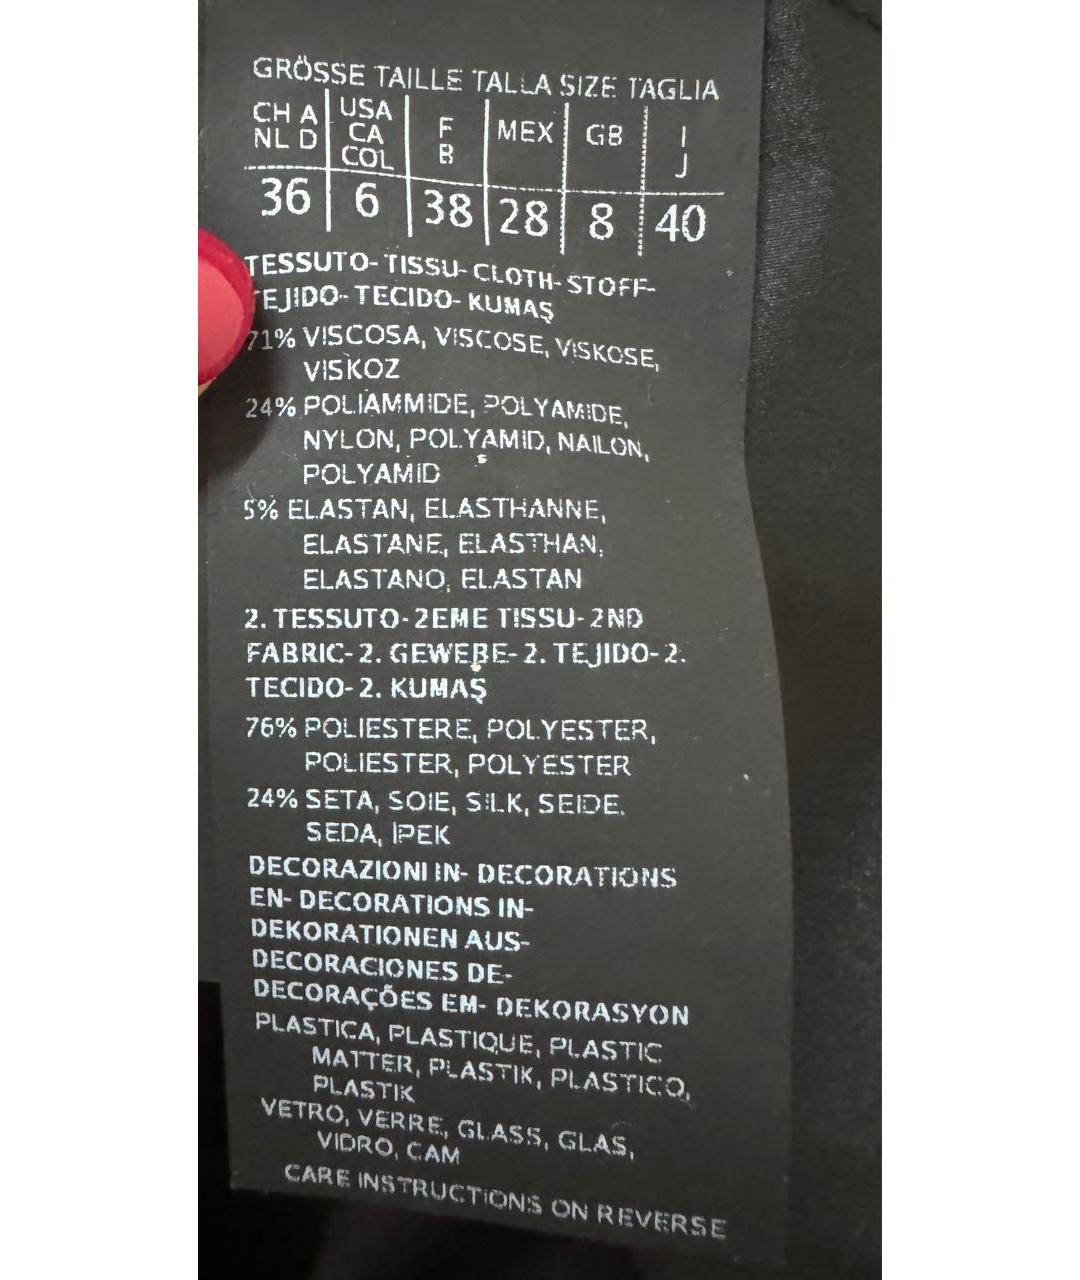 GRÖSSE TAILLE TALLA SIZE TAGLIA
CH A NL D USA CA COL F B MEX GB I J
36 6 38 28 8 40
TESSUTO- TISSU- CLOTH- STOFF-
TEJIDO- TECIDO- KUMAŞ
71% VISCOSA, VISCOSE, VISKOSE,
VISKOZ
24% POLIAMMIDE, POLYAMIDE,
NYLON, POLYAMID, NAILON,
POLYAMID
5% ELASTAN, ELASTHANNE,
ELASTANE, ELASTHAN,
ELASTANO, ELASTAN
2. TESSUTO- 2EME TISSU- 2ND
FABRIC- 2. GEWEBE- 2. TEJIDO- 2.
TECIDO- 2. KUMAŞ
76% POLIESTERE, POLYESTER,
POLIESTER, POLYESTER
24% SETA, SOIE, SILK, SEIDE,
SEDA, İPEK
DECORAZIONI IN- DECORATIONS
EN- DECORATIONS IN-
DEKORATIONEN AUS-
DECORACIONES DE-
DECORAÇÕES EM- DEKORASYON
PLASTICA, PLASTIQUE, PLASTIC
MATTER, PLASTIK, PLASTICO,
PLASTIK
VETRO, VERRE, GLASS, GLAS,
VIDRO, CAM
CARE INSTRUCTIONS ON REVERSE